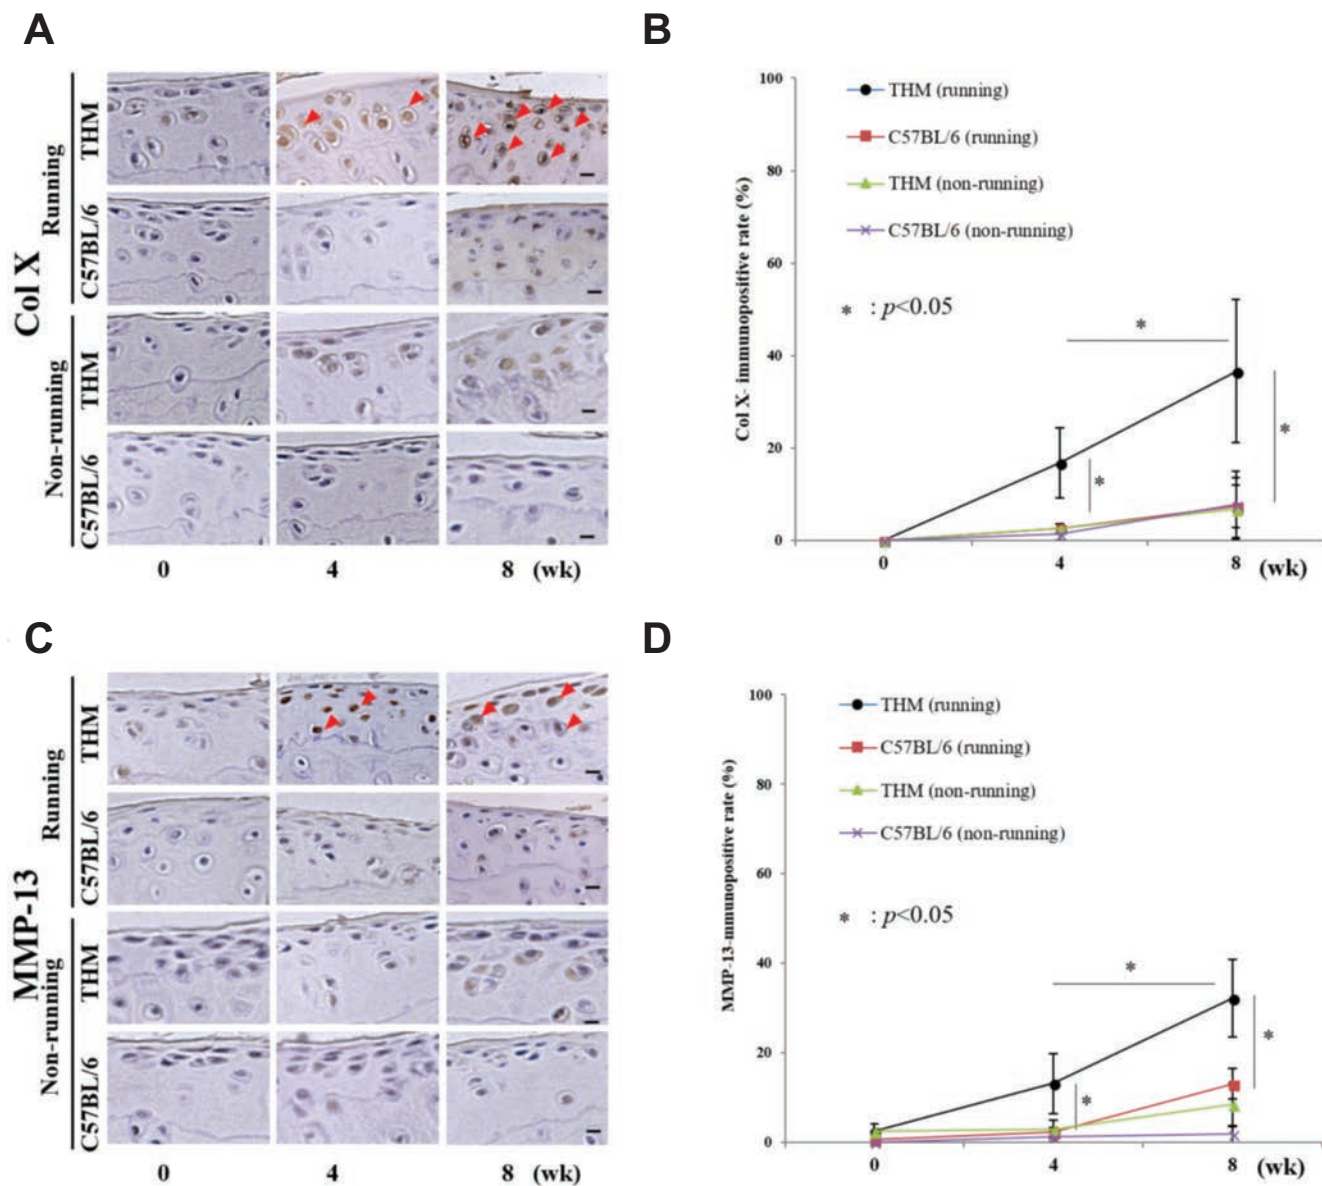 A
Col X
Running
THM
C57BL/6
Non-running
THM
C57BL/6
0 4 8 (wk)
B
Col X- immunopositive rate (%)
100
80
60
40
20
0
THM (running)
C57BL/6 (running)
THM (non-running)
C57BL/6 (non-running)
* : p<0.05
*
*
*
0 4 8 (wk)
C
MMP-13
Running
THM
C57BL/6
Non-running
THM
C57BL/6
0 4 8 (wk)
D
MMP-13-mnunopositive rate (%)
100
80
60
40
20
0
THM (running)
C57BL/6 (running)
THM (non-running)
C57BL/6 (non-running)
* : p<0.05
*
*
*
0 4 8 (wk)